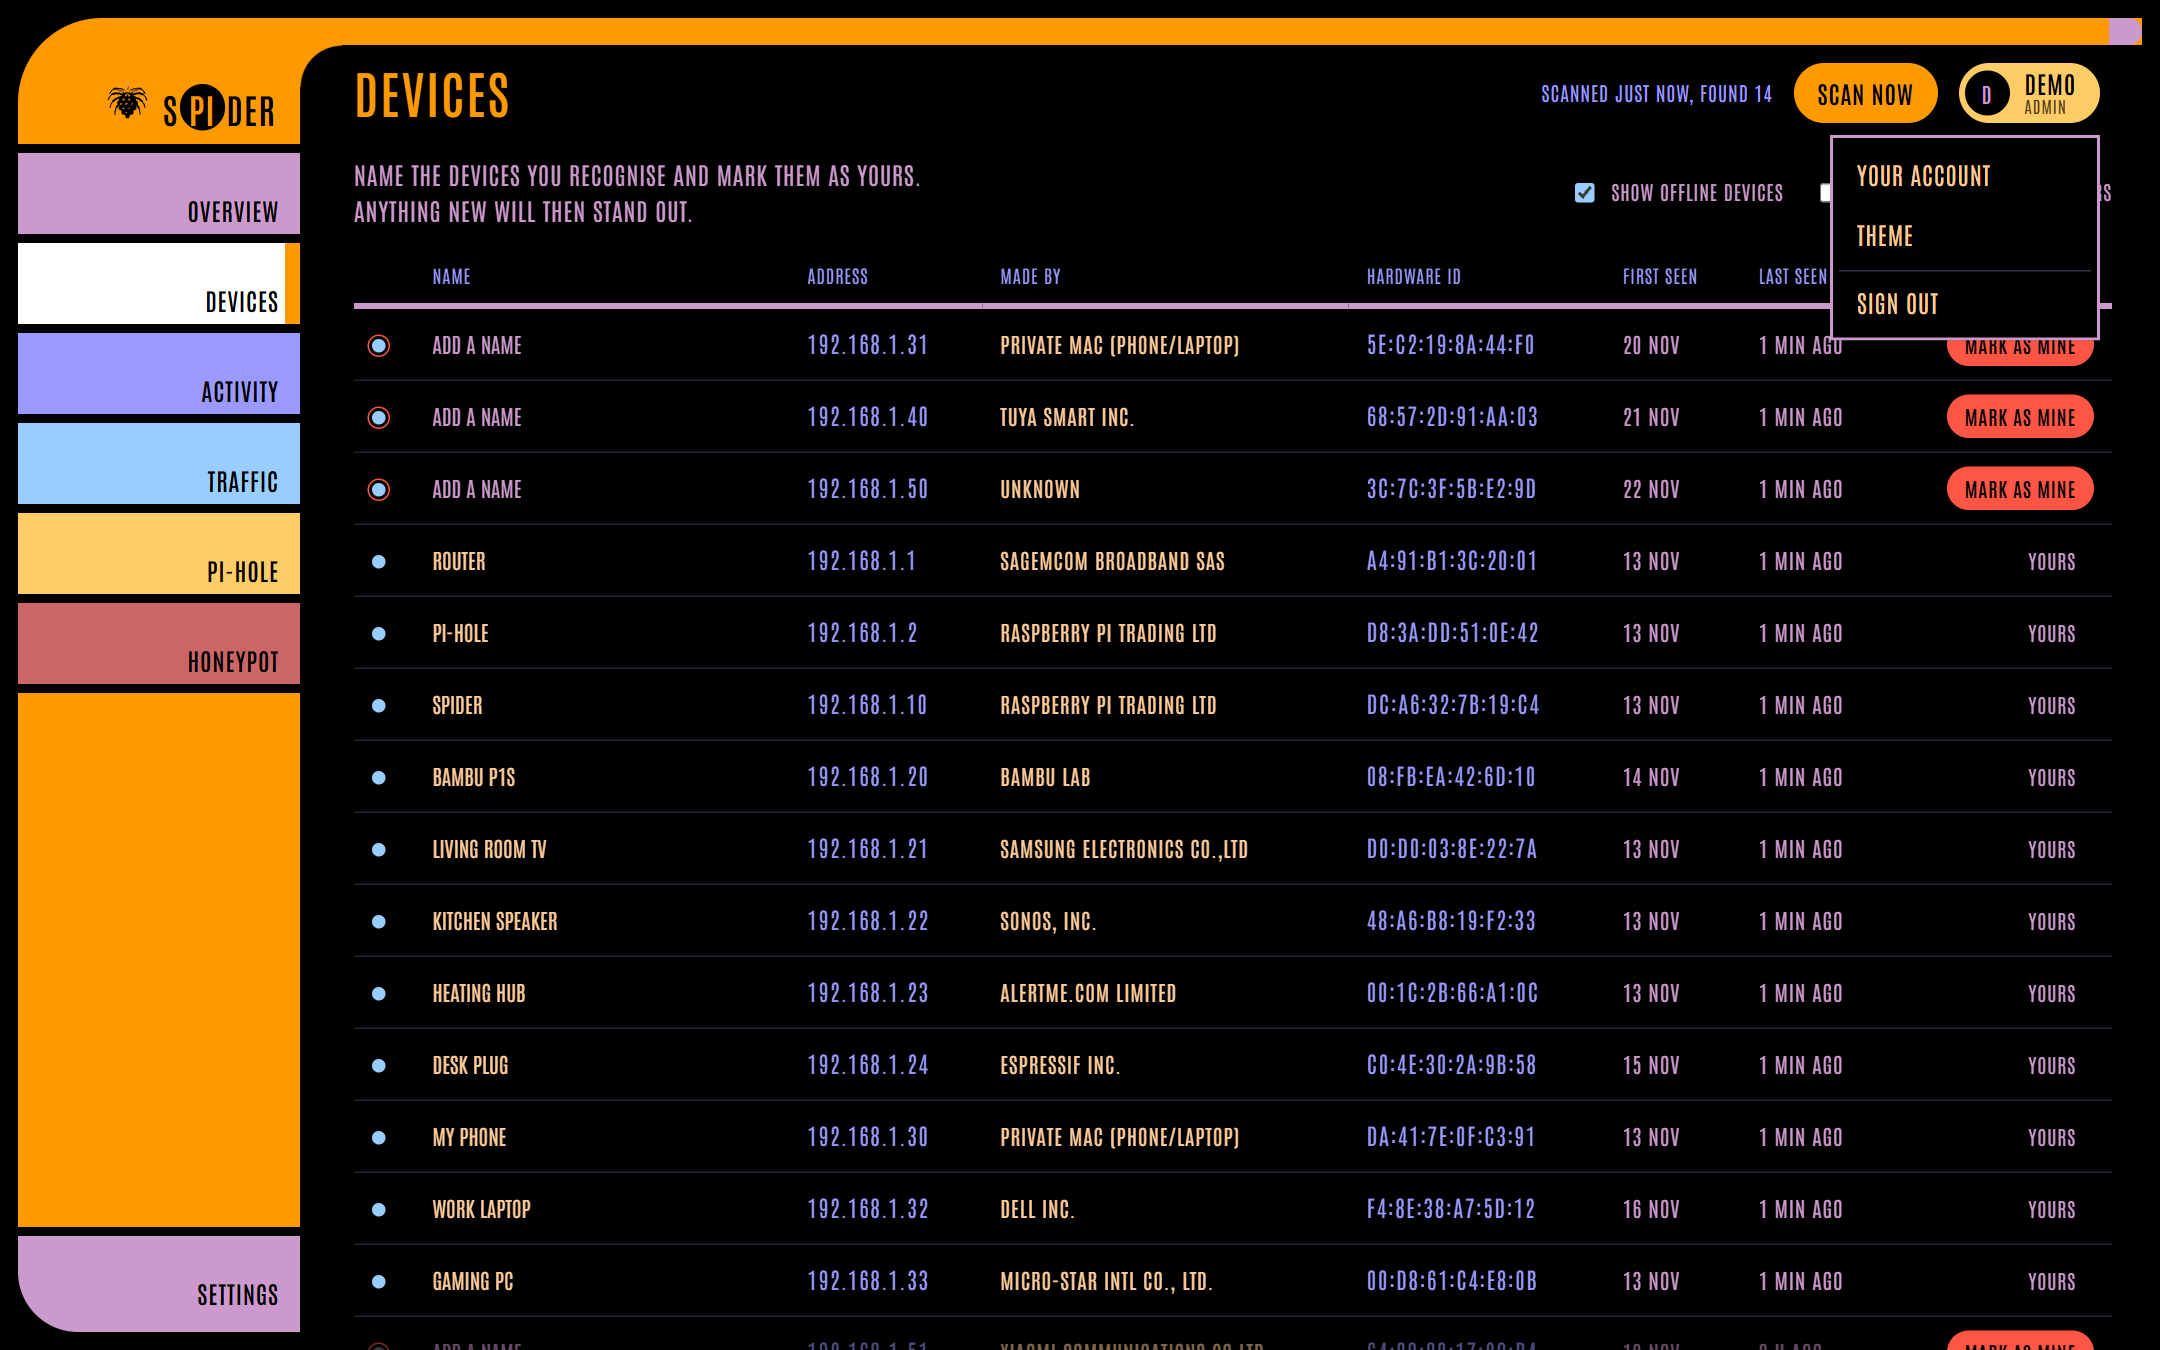 SPIDER
DEVICES
SCANNED JUST NOW, FOUND 14
SCAN NOW
D
DEMO
ADMIN
YOUR ACCOUNT
THEME
SIGN OUT
OVERVIEW
DEVICES
ACTIVITY
TRAFFIC
PI-HOLE
HONEYPOT
SETTINGS
NAME THE DEVICES YOU RECOGNISE AND MARK THEM AS YOURS.
ANYTHING NEW WILL THEN STAND OUT.
SHOW OFFLINE DEVICES
NAME ADDRESS MADE BY HARDWARE ID FIRST SEEN LAST SEEN
ADD A NAME 192.168.1.31 PRIVATE MAC (PHONE/LAPTOP) 5E:C2:19:8A:44:F0 20 NOV 1 MIN AGO MARK AS MINE
ADD A NAME 192.168.1.40 TUYA SMART INC. 68:57:2D:91:AA:03 21 NOV 1 MIN AGO MARK AS MINE
ADD A NAME 192.168.1.50 UNKNOWN 3C:7C:3F:5B:E2:9D 22 NOV 1 MIN AGO MARK AS MINE
ROUTER 192.168.1.1 SAGEMCOM BROADBAND SAS A4:91:B1:3C:20:01 13 NOV 1 MIN AGO YOURS
PI-HOLE 192.168.1.2 RASPBERRY PI TRADING LTD D8:3A:DD:51:0E:42 13 NOV 1 MIN AGO YOURS
SPIDER 192.168.1.10 RASPBERRY PI TRADING LTD DC:A6:32:7B:19:C4 13 NOV 1 MIN AGO YOURS
BAMBU P1S 192.168.1.20 BAMBU LAB 08:FB:EA:42:6D:10 14 NOV 1 MIN AGO YOURS
LIVING ROOM TV 192.168.1.21 SAMSUNG ELECTRONICS CO.,LTD D0:D0:03:8E:22:7A 13 NOV 1 MIN AGO YOURS
KITCHEN SPEAKER 192.168.1.22 SONOS, INC. 48:A6:B8:19:F2:33 13 NOV 1 MIN AGO YOURS
HEATING HUB 192.168.1.23 ALERTME.COM LIMITED 00:1C:2B:66:A1:0C 13 NOV 1 MIN AGO YOURS
DESK PLUG 192.168.1.24 ESPRESSIF INC. C0:4E:30:2A:9B:58 15 NOV 1 MIN AGO YOURS
MY PHONE 192.168.1.30 PRIVATE MAC (PHONE/LAPTOP) DA:41:7E:0F:C3:91 13 NOV 1 MIN AGO YOURS
WORK LAPTOP 192.168.1.32 DELL INC. F4:8E:38:A7:5D:12 16 NOV 1 MIN AGO YOURS
GAMING PC 192.168.1.33 MICRO-STAR INTL CO., LTD. 00:D8:61:C4:E8:0B 13 NOV 1 MIN AGO YOURS
ADD A NAME 192.168.1.51 XIAOMI COMMUNICATIONS CO LTD MARK AS MINE